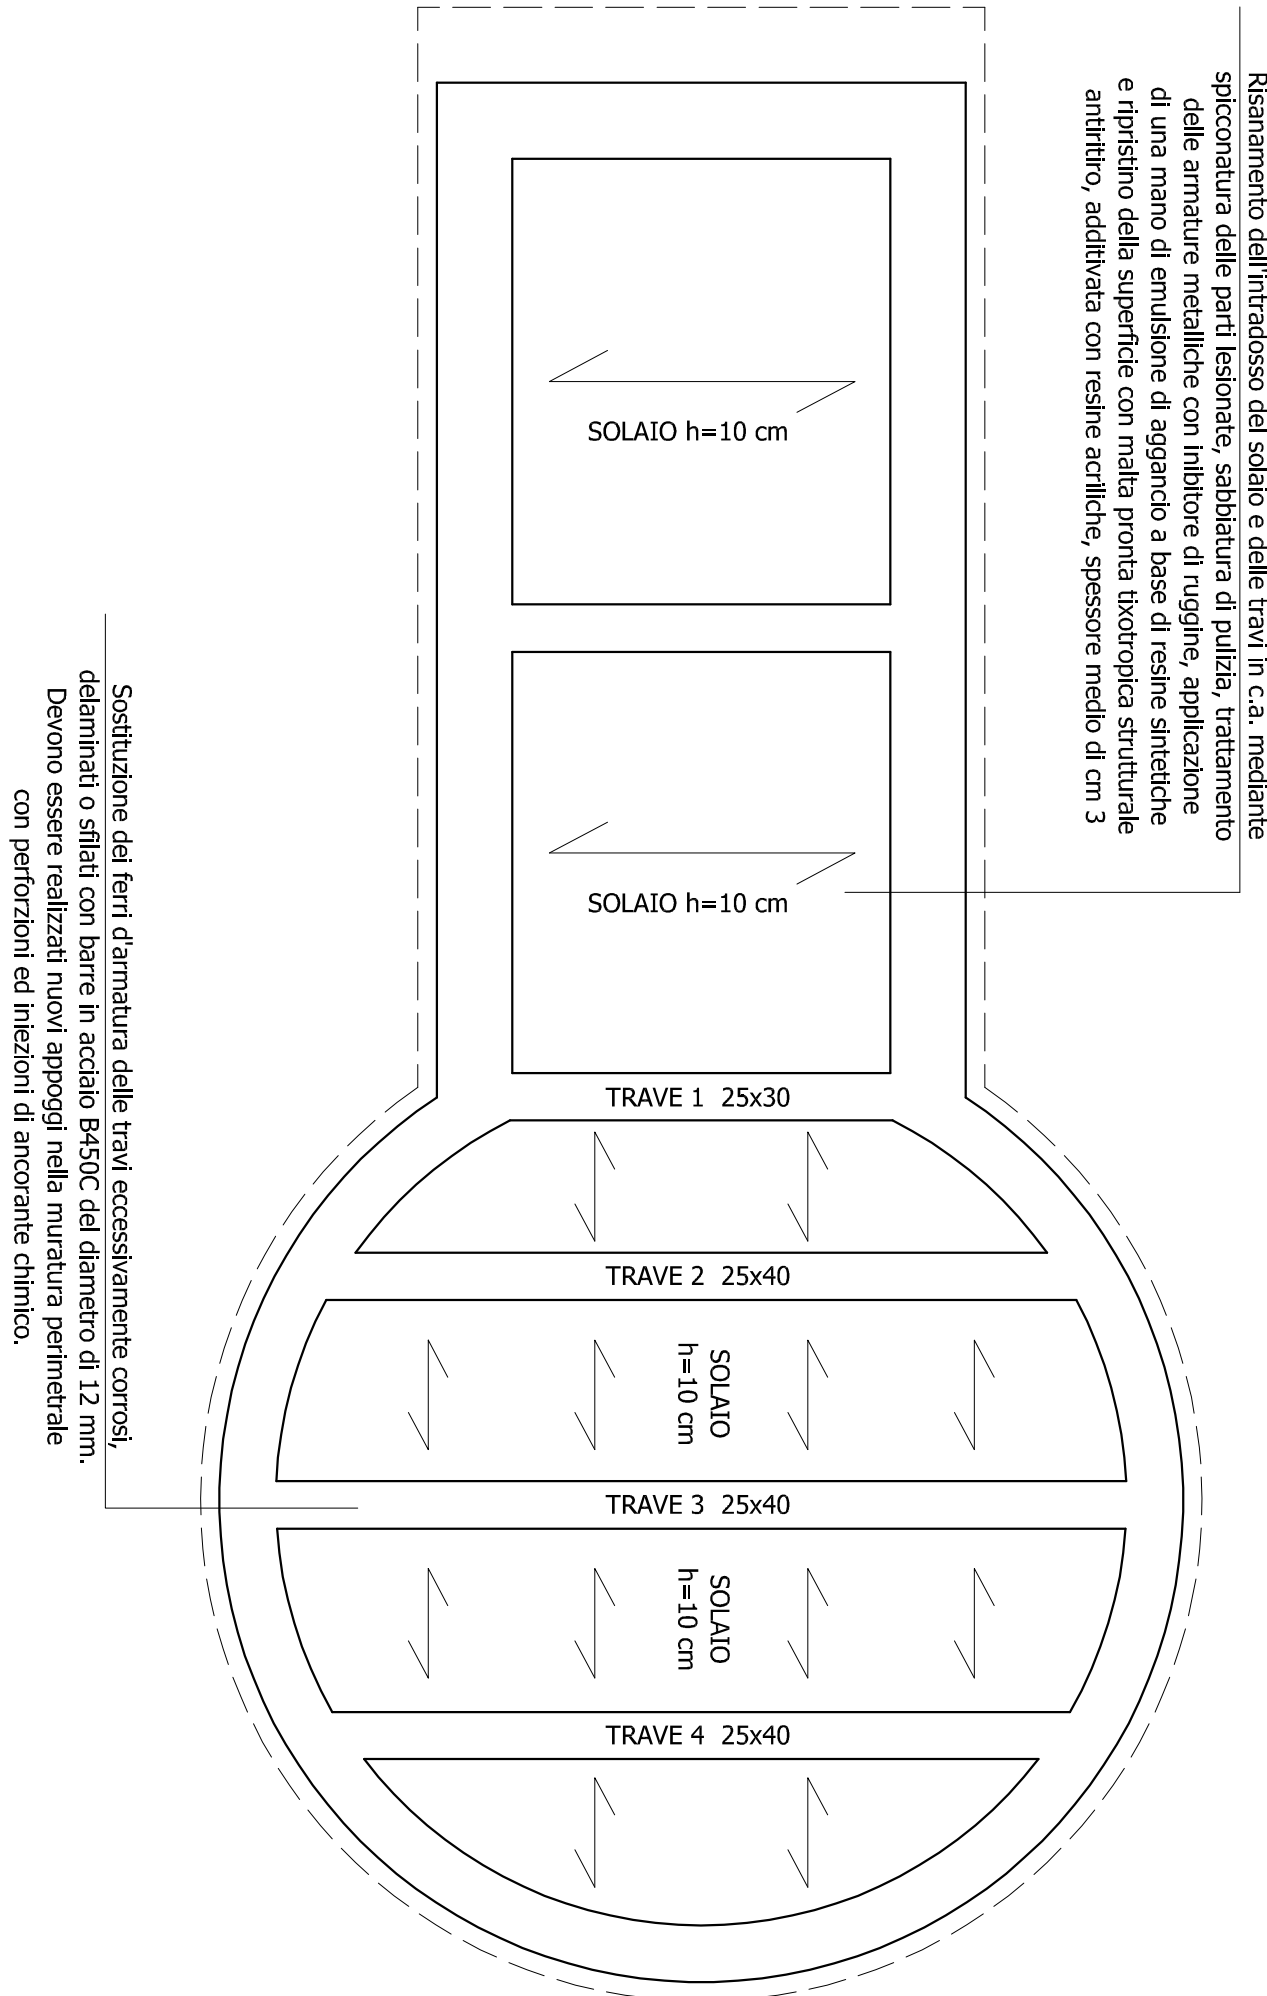 Risanamento dell'intradosso del solaio e delle travi in c.a. mediante
spicconatura delle parti lesionate, sabbiatura di pulizia, trattamento
delle armature metalliche con inibitore di ruggine, applicazione
di una mano di emulsione di aggancio a base di resine sintetiche
e ripristino della superficie con malta pronta tixotropica strutturale
antiritiro, additivata con resine acriliche, spessore medio di cm 3
SOLAIO h=10 cm
SOLAIO h=10 cm
Sostituzione dei ferri d'armatura delle travi eccessivamente corrosi,
delaminati o sfilati con barre in acciaio B450C del diametro di 12 mm.
Devono essere realizzati nuovi appoggi nella muratura perimetrale
con perforzioni ed iniezioni di ancorante chimico.
TRAVE 1 25x30
TRAVE 2 25x40
SOLAIO
h=10 cm
TRAVE 3 25x40
SOLAIO
h=10 cm
TRAVE 4 25x40